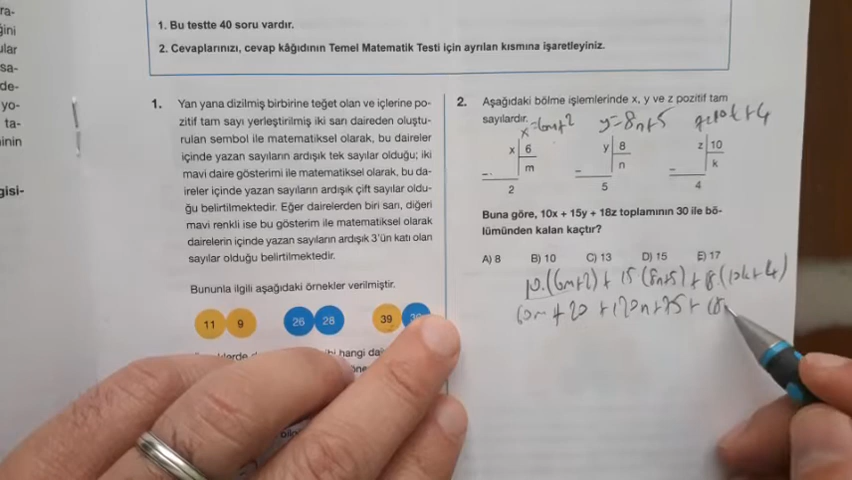 ra-
ğini
ular
sa-
de-
yo-
ta-
inin
gisi-
1. Bu testte 40 soru vardır.
2. Cevaplarınızı, cevap kâğıdının Temel Matematik Testi için ayrılan kısmına işaretleyiniz.
1. Yan yana dizilmiş birbirine teğet olan ve içlerine po-
zitif tam sayı yerleştirilmiş iki sarı daireden oluştu-
rulan sembol ile matematiksel olarak, bu daireler
içinde yazan sayıların ardışık tek sayılar olduğu; iki
mavi daire gösterimi ile matematiksel olarak, bu da-
ireler içinde yazan sayıların ardışık çift sayılar oldu-
ğu belirtilmektedir. Eğer dairelerden biri sarı, diğeri
mavi renkli ise bu gösterim ile matematiksel olarak
dairelerin içinde yazan sayıların ardışık 3'ün katı olan
sayılar olduğu belirtilmektedir.
Bununla ilgili aşağıdaki örnekler verilmiştir.
11 9 26 28 39
hangi
2. Aşağıdaki bölme işlemlerinde x, y ve z pozitif tam
sayılardır.
x=6m+2 y=8n+5 z=10k+4
x 6 y 8 z 10
m n k
2 5 4
Buna göre, 10x + 15y + 18z toplamının 30 ile bö-
lümünden kalan kaçtır?
A) 8 B) 10 C) 13 D) 15 E) 17
10.(6m+2) + 15(8n+5) + 18.(10k+4)
60m + 20 + 120n + 75 + 18